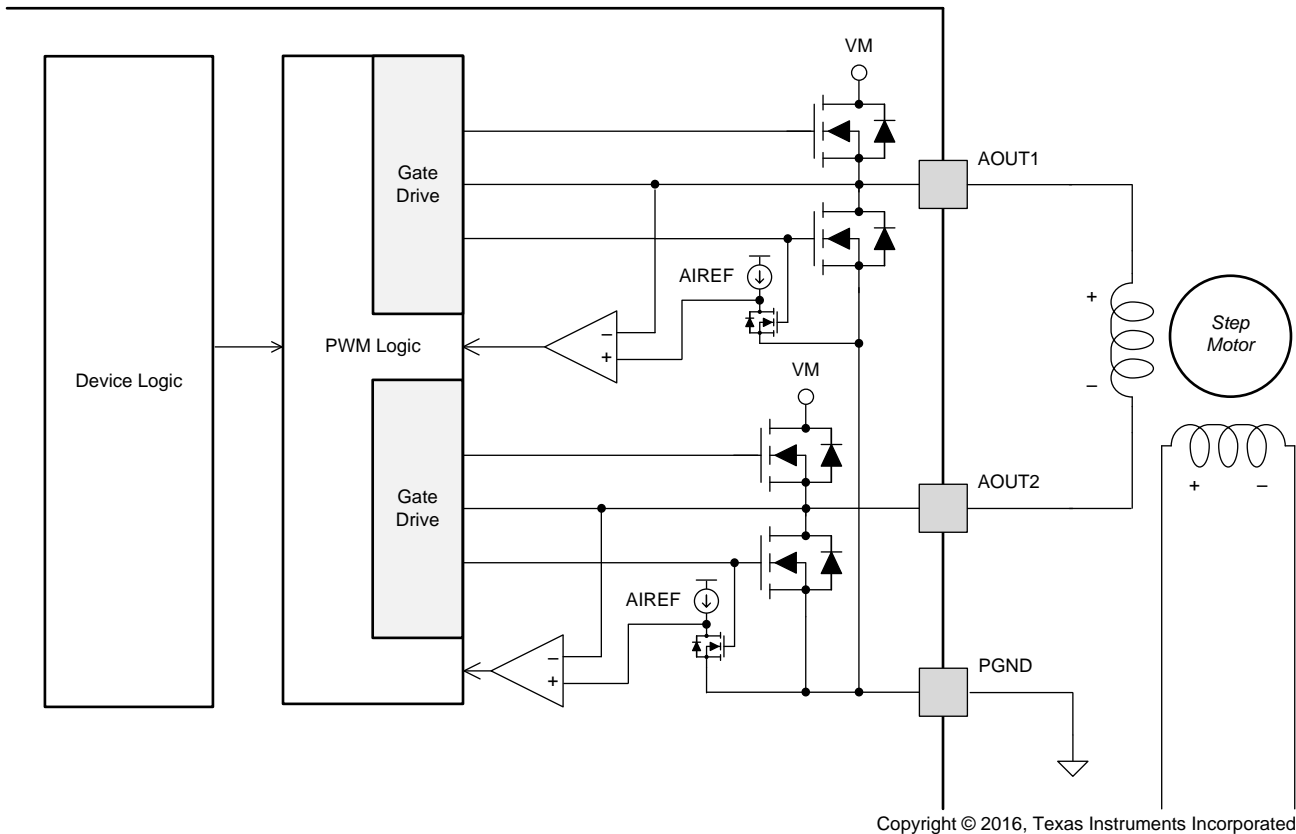 VM
AOUT1
Gate
Drive
AIREF
+
Step
Motor
–
+
PWM Logic
–
Device Logic
VM
AOUT2
+ –
Gate
Drive
AIREF
PGND
–
+
Copyright © 2016, Texas Instruments Incorporated